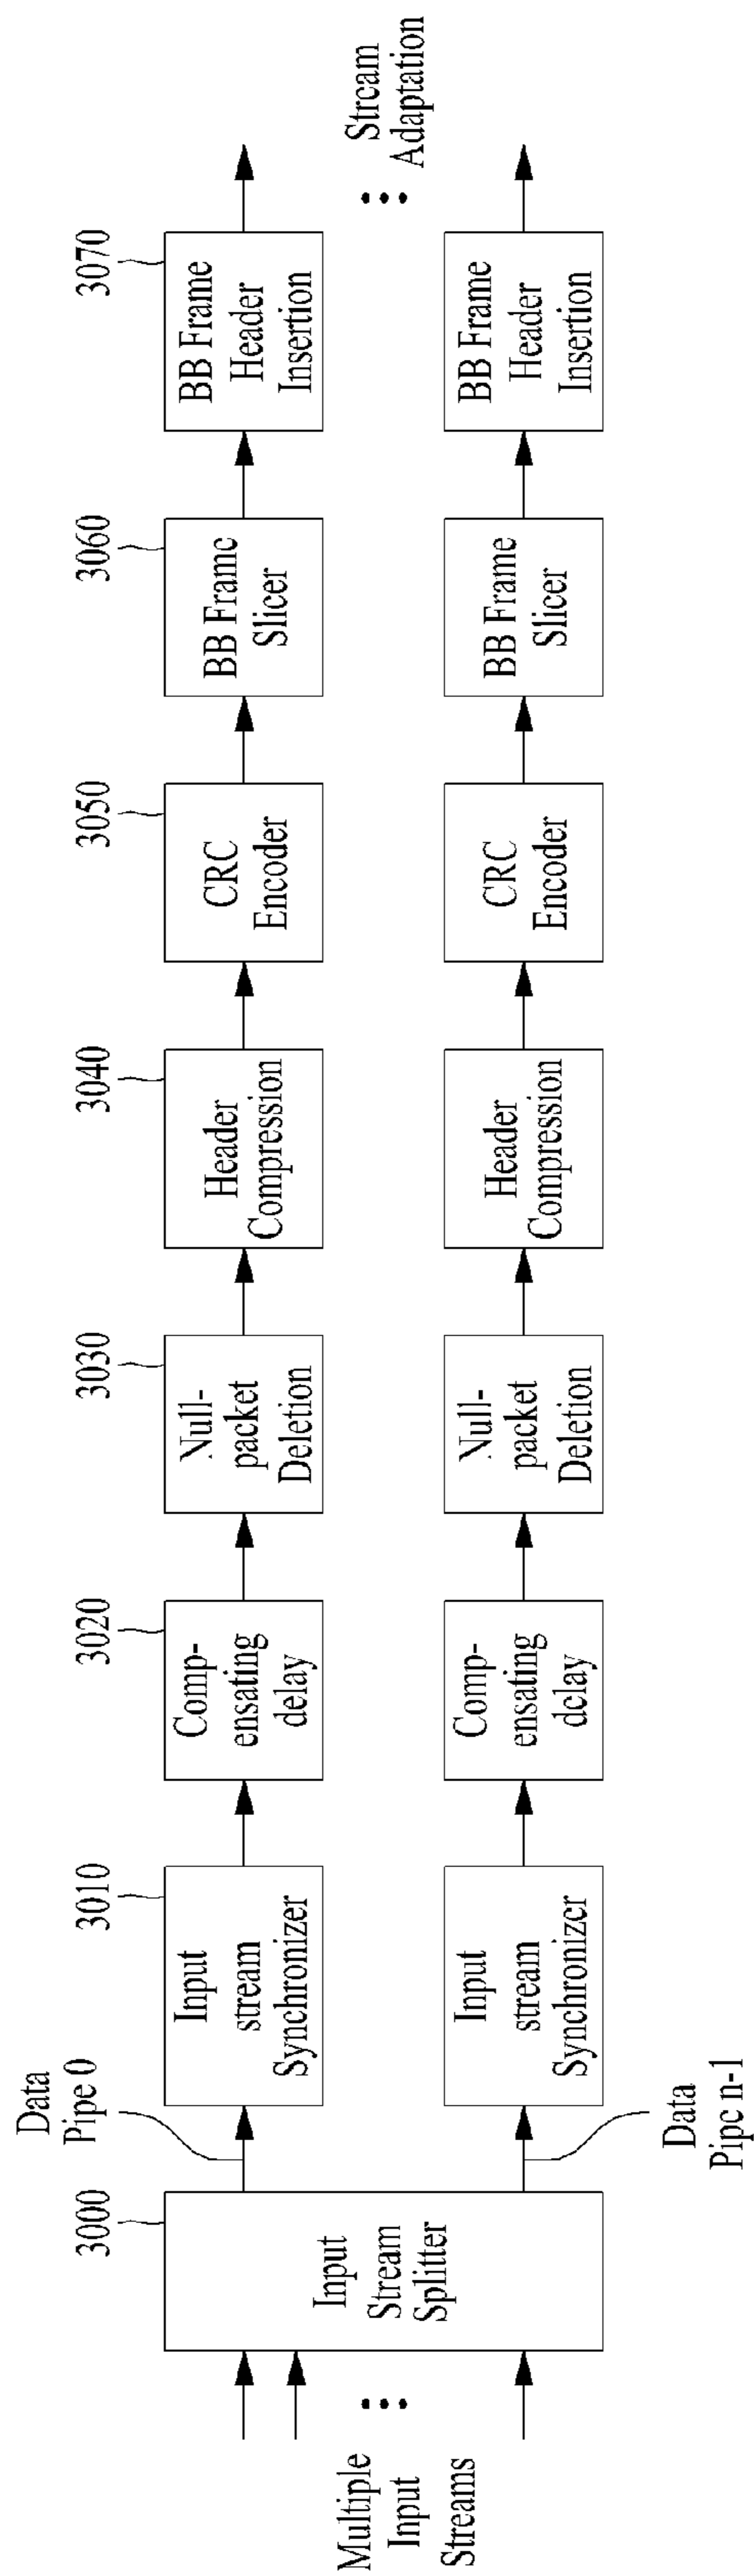 Multiple
Input
Streams
3000
Input
Stream
Splitter
Data
Pipe 0
3010
Input
stream
Synchronizer
3020
Comp-
ensating
delay
3030
Null-
packet
Deletion
3040
Header
Compression
3050
CRC
Encoder
3060
BB Frame
Slicer
3070
BB Frame
Header
Insertion
Stream
Adaptation
Data
Pipe n-1
Input
stream
Synchronizer
Comp-
ensating
delay
Null-
packet
Deletion
Header
Compression
CRC
Encoder
BB Frame
Slicer
BB Frame
Header
Insertion